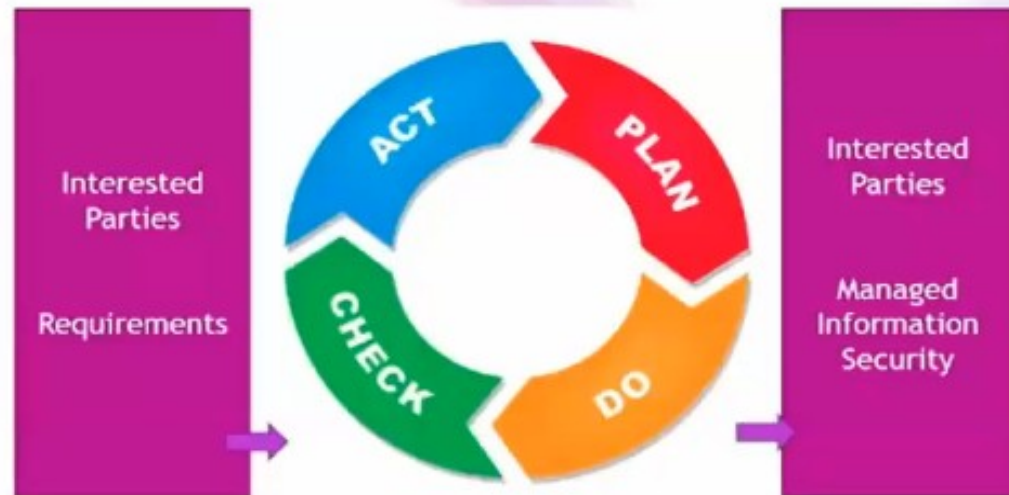 Interested
Parties
Requirements
ACT
PLAN
DO
CHECK
Interested
Parties
Managed
Information
Security